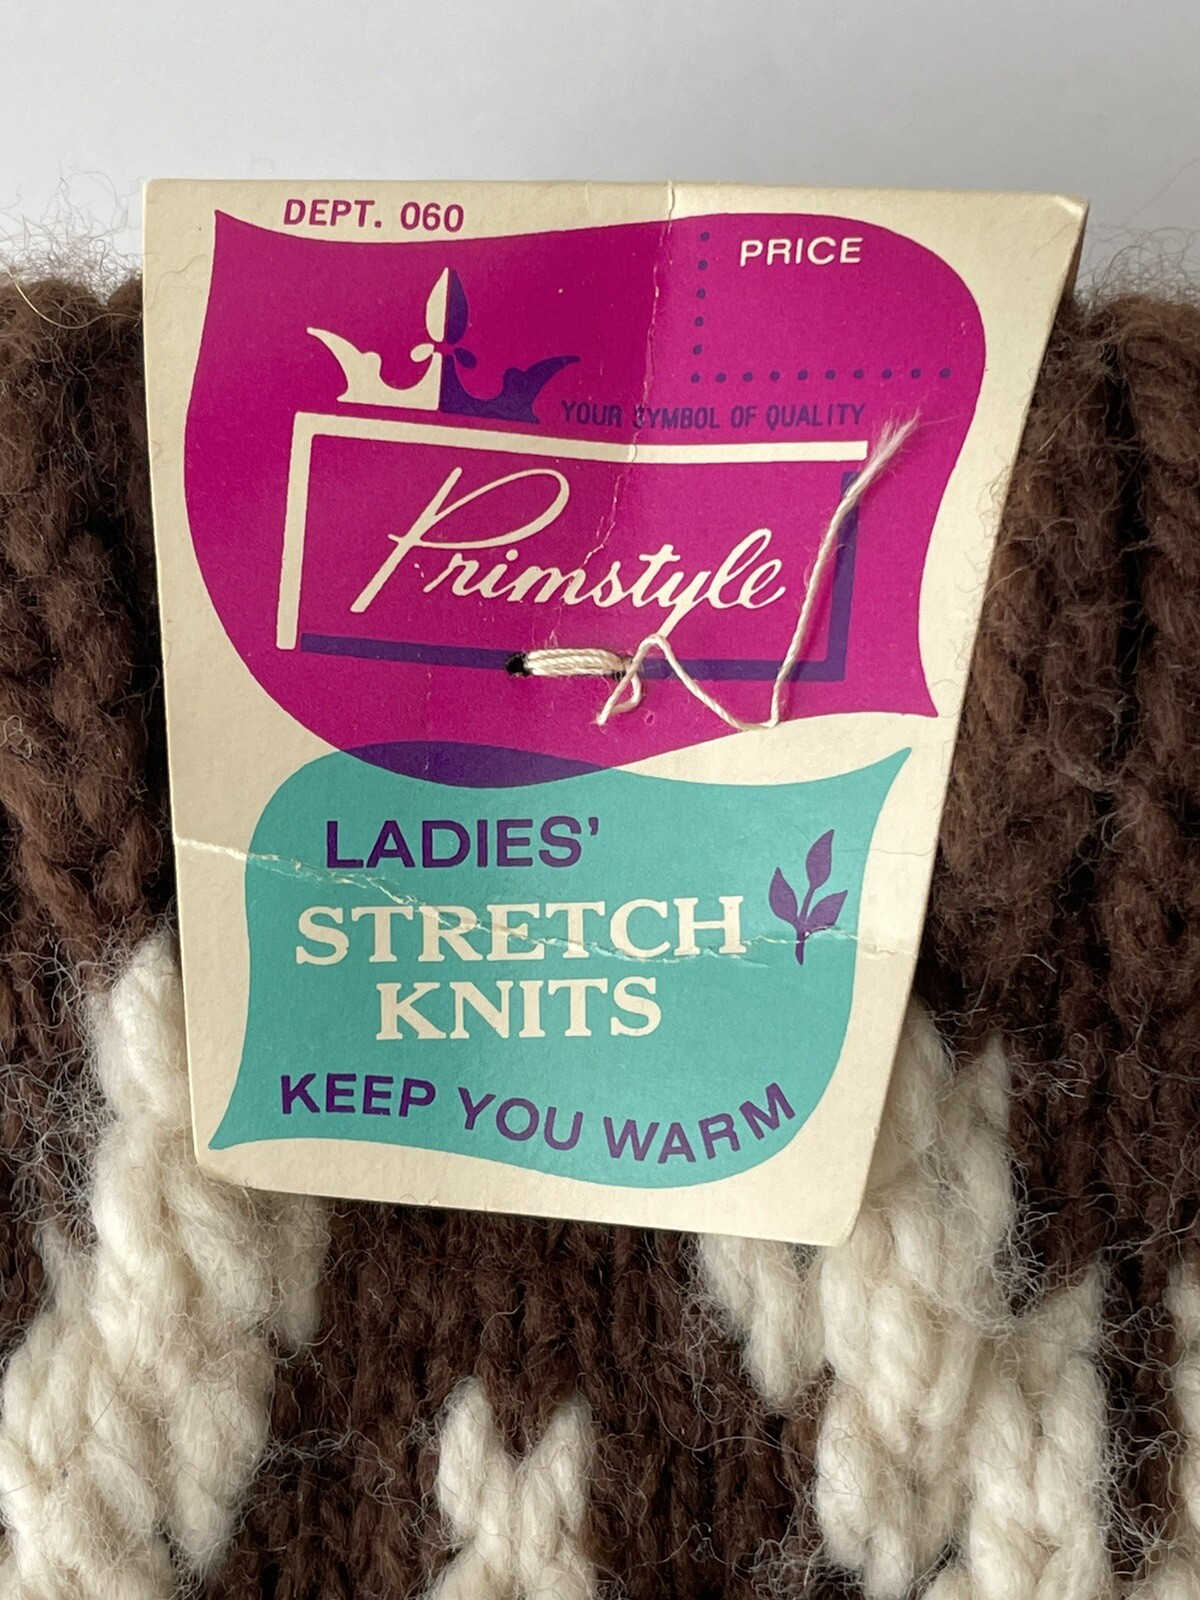 DEPT. 060
PRICE
YOUR SYMBOL OF QUALITY
Primstyle
LADIES'
STRETCH
KNITS
KEEP YOU WARM